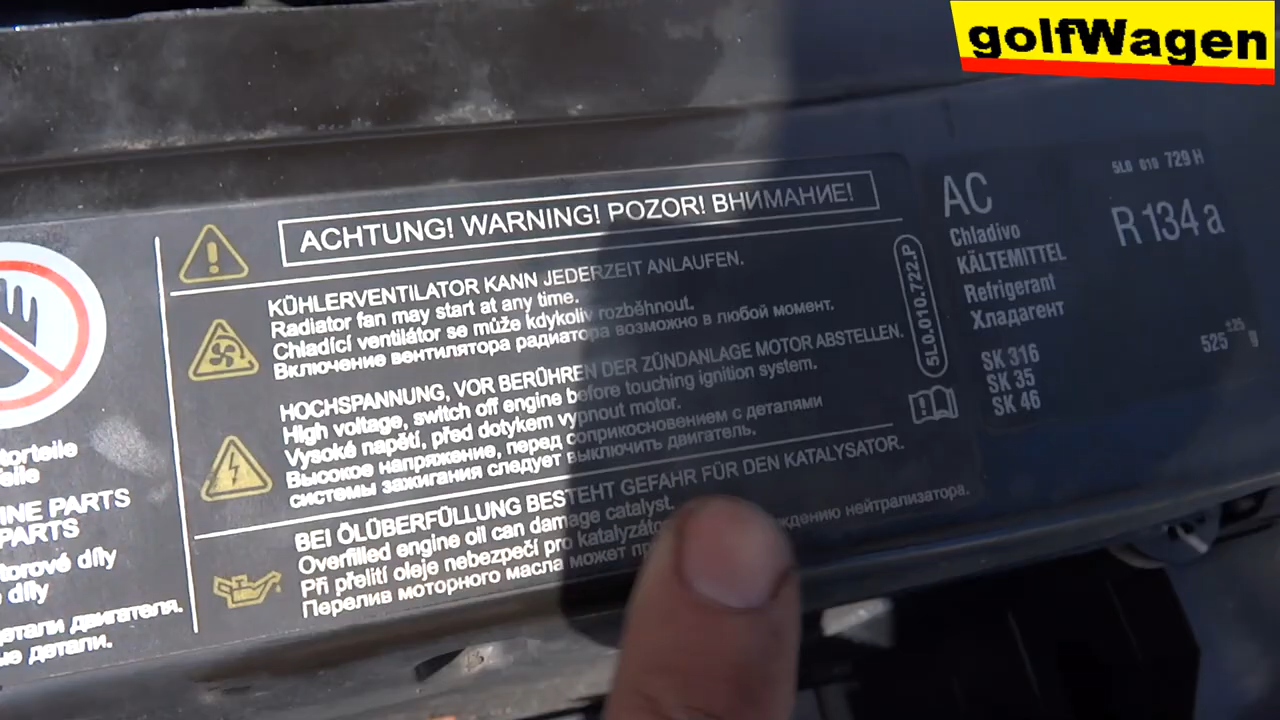 golfWagen
ACHTUNG! WARNING! POZOR! ВНИМАНИЕ!
KÜHLERVENTILATOR KANN JEDERZEIT ANLAUFEN.
Radiator fan may start at any time.
Chladící ventilátor se může kdykoliv rozběhnout.
Включение вентилятора радиатора возможно в любой момент.
HOCHSPANNUNG, VOR BERÜHREN DER ZÜNDANLAGE MOTOR ABSTELLEN.
High voltage, switch off engine before touching ignition system.
Vysoké napětí, před dotykem vypnout motor.
Высокое напряжение, перед соприкосновением с деталями
системы зажигания следует выключить двигатель.
BEI ÖLÜBERFÜLLUNG BESTEHT GEFAHR FÜR DEN KATALYSATOR.
Overfilled engine oil can damage catalyst.
Při přelití oleje nebezpečí pro
Перелив моторного масла может нейтрализатора.
5L0.010.722.P
PARTS
PARTS
díly
díly
двигателя.
детали.
5L0 010 729 H
AC
R 134 a
Chladivo
KÄLTEMITTEL
Refrigerant
Хладагент
SK 316
SK 35
SK 46
525 ±25 g